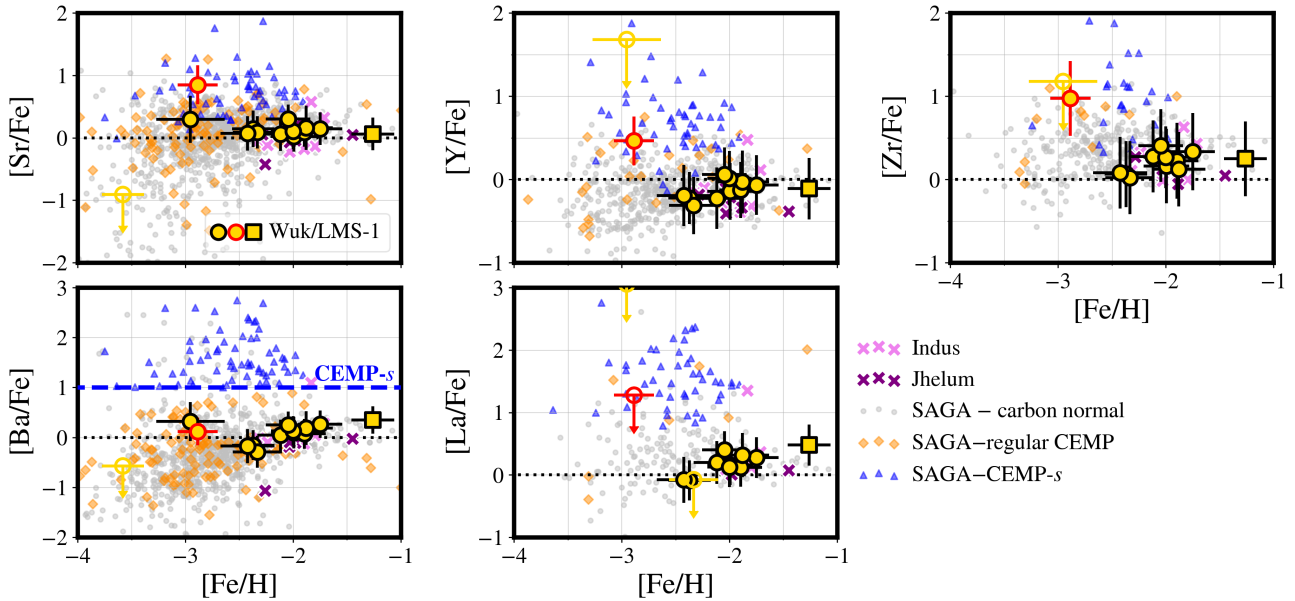 2
1
0
−1
−2
[Sr/Fe]
Wuk/LMS-1
2
1
0
−1
[Y/Fe]
2
1
0
−1
[Zr/Fe]
−4
−3
−2
−1
[Fe/H]
3
2
1
0
−1
−2
[Ba/Fe]
CEMP-s
−4
−3
−2
−1
[Fe/H]
3
2
1
0
−1
[La/Fe]
−4
−3
−2
−1
[Fe/H]
Indus
Jhelum
SAGA − carbon normal
SAGA−regular CEMP
SAGA−CEMP-s